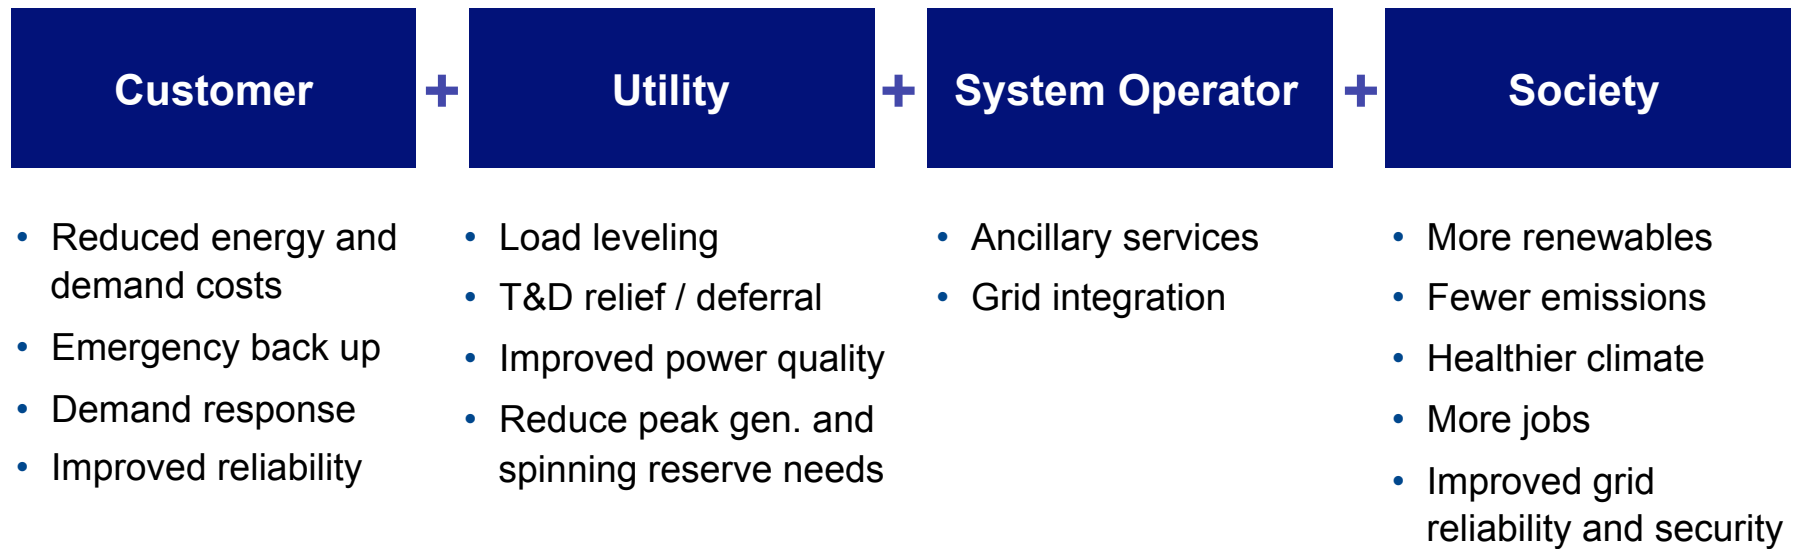 Customer
+
Utility
+
System Operator
+
Society
• Reduced energy and
demand costs
• Emergency back up
• Demand response
• Improved reliability
• Load leveling
• T&D relief / deferral
• Improved power quality
• Reduce peak gen. and
spinning reserve needs
• Ancillary services
• Grid integration
• More renewables
• Fewer emissions
• Healthier climate
• More jobs
• Improved grid
reliability and security